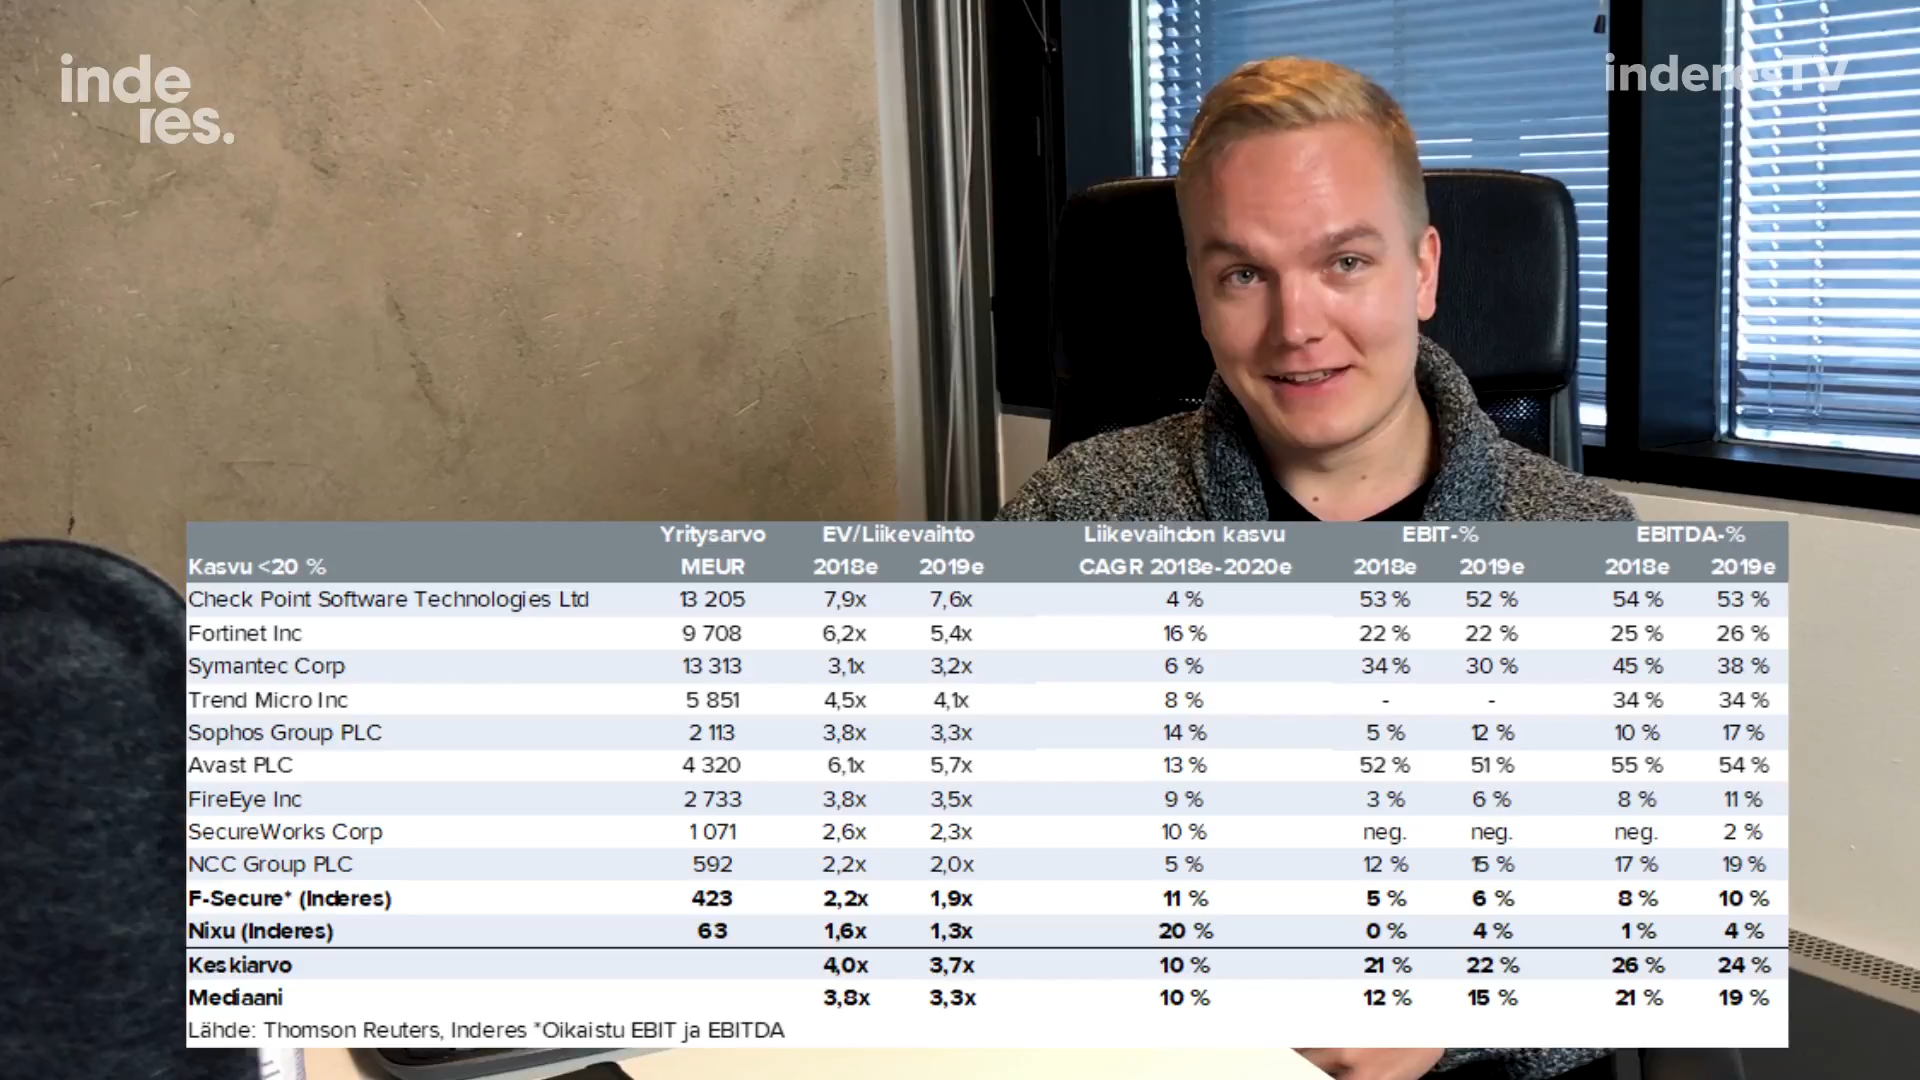 inde
res.
inderesTV
Yritysarvo EV/Liikevaihto Liikevaihdon kasvu EBIT-% EBITDA-%
Kasvu <20 % MEUR 2018e 2019e CAGR 2018e-2020e 2018e 2019e 2018e 2019e
Check Point Software Technologies Ltd 13 205 7,9x 7,6x 4 % 53 % 52 % 54 % 53 %
Fortinet Inc 9 708 6,2x 5,4x 16 % 22 % 22 % 25 % 26 %
Symantec Corp 13 313 3,1x 3,2x 6 % 34 % 30 % 45 % 38 %
Trend Micro Inc 5 851 4,5x 4,1x 8 % - - 34 % 34 %
Sophos Group PLC 2 113 3,8x 3,3x 14 % 5 % 12 % 10 % 17 %
Avast PLC 4 320 6,1x 5,7x 13 % 52 % 51 % 55 % 54 %
FireEye Inc 2 733 3,8x 3,5x 9 % 3 % 6 % 8 % 11 %
SecureWorks Corp 1 071 2,6x 2,3x 10 % neg. neg. neg. 2 %
NCC Group PLC 592 2,2x 2,0x 5 % 12 % 15 % 17 % 19 %
F-Secure* (Inderes) 423 2,2x 1,9x 11 % 5 % 6 % 8 % 10 %
Nixu (Inderes) 63 1,6x 1,3x 20 % 0 % 4 % 1 % 4 %
Keskiarvo 4,0x 3,7x 10 % 21 % 22 % 26 % 24 %
Mediaani 3,8x 3,3x 10 % 12 % 15 % 21 % 19 %
Lähde: Thomson Reuters, Inderes *Oikaistu EBIT ja EBITDA